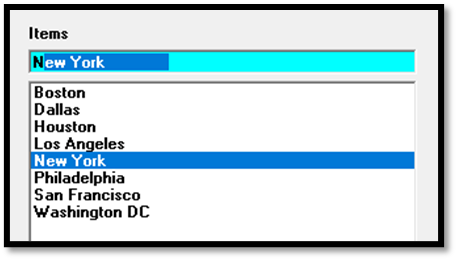 Items
New York
Boston
Dallas
Houston
Los Angeles
New York
Philadelphia
San Francisco
Washington DC